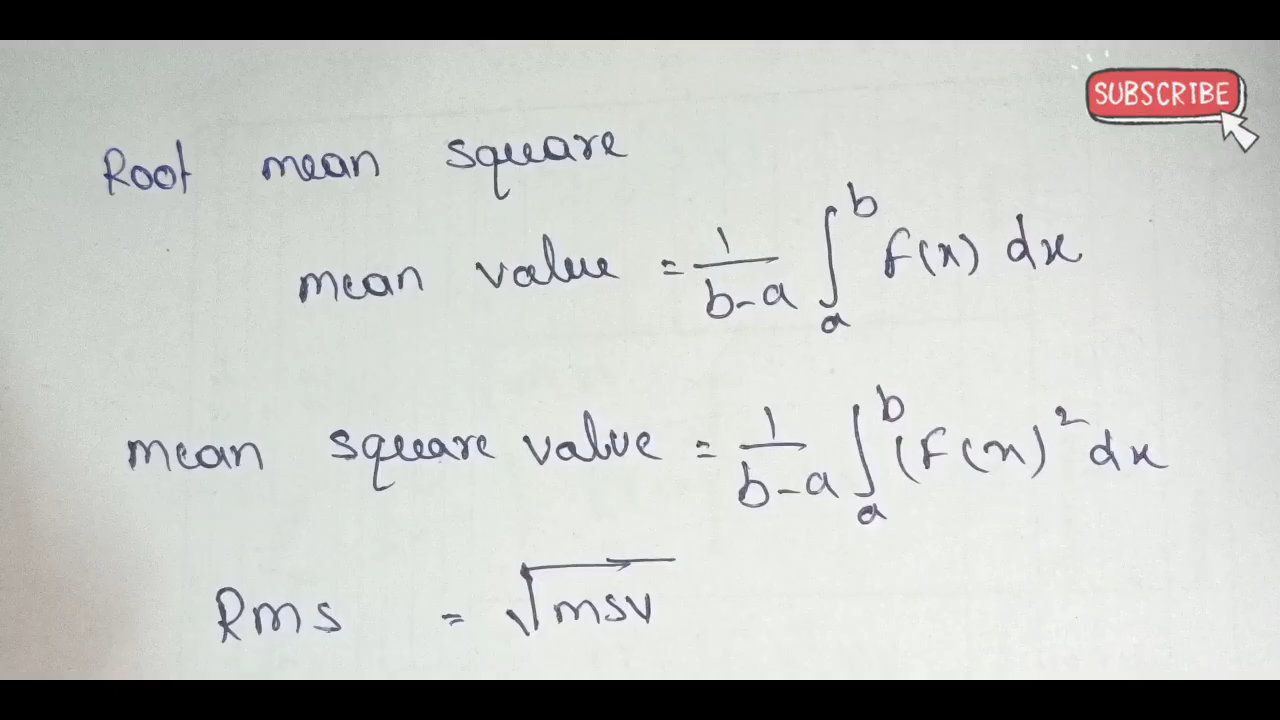 SUBSCRIBE
Root mean square
mean value = 1/b-a ∫_a^b f(x) dx
mean square value = 1/b-a ∫_a^b (f(x)^2 dx
Rms = √msv